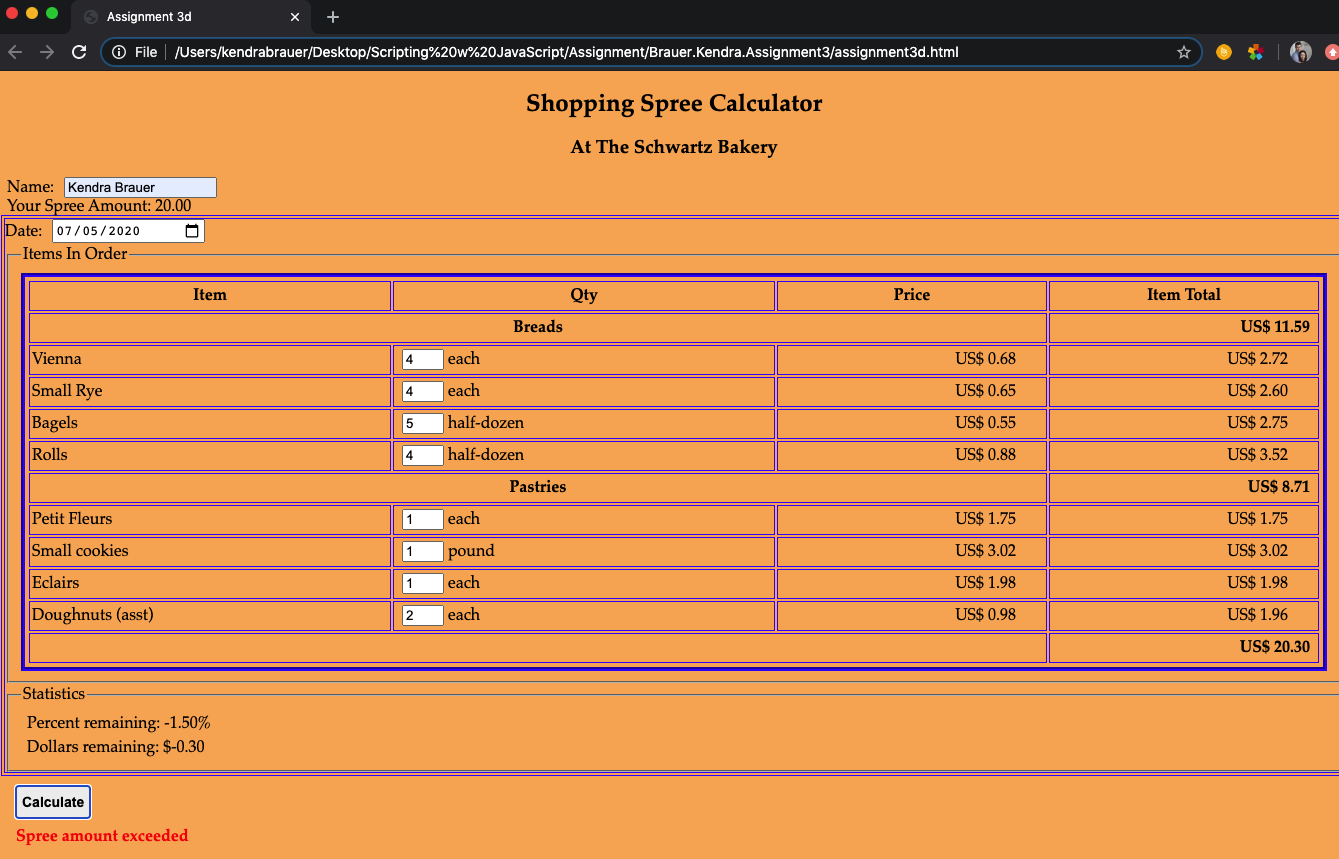 Assignment 3d
File /Users/kendrabrauer/Desktop/Scripting%20w%20JavaScript/Assignment/Brauer.Kendra.Assignment3/assignment3d.html
Shopping Spree Calculator
At The Schwartz Bakery
Name: Kendra Brauer
Your Spree Amount: 20.00
Date: 07/05/2020
Items In Order
Item Qty Price Item Total
Breads US$ 11.59
Vienna 4 each US$ 0.68 US$ 2.72
Small Rye 4 each US$ 0.65 US$ 2.60
Bagels 5 half-dozen US$ 0.55 US$ 2.75
Rolls 4 half-dozen US$ 0.88 US$ 3.52
Pastries US$ 8.71
Petit Fleurs 1 each US$ 1.75 US$ 1.75
Small cookies 1 pound US$ 3.02 US$ 3.02
Eclairs 1 each US$ 1.98 US$ 1.98
Doughnuts (asst) 2 each US$ 0.98 US$ 1.96
US$ 20.30
Statistics
Percent remaining: -1.50%
Dollars remaining: $-0.30
Calculate
Spree amount exceeded